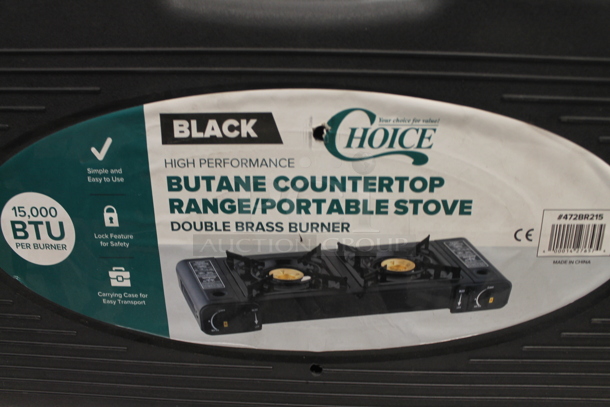 BLACK
Your choice for value!
CHOICE
HIGH PERFORMANCE
BUTANE COUNTERTOP
RANGE/PORTABLE STOVE
DOUBLE BRASS BURNER
Simple and
Easy to Use
15,000
BTU
PER BURNER
Lock Feature
for Safety
Carrying Case for
Easy Transport
AUCTION GROUP
CE
#472BR215
MADE IN CHINA